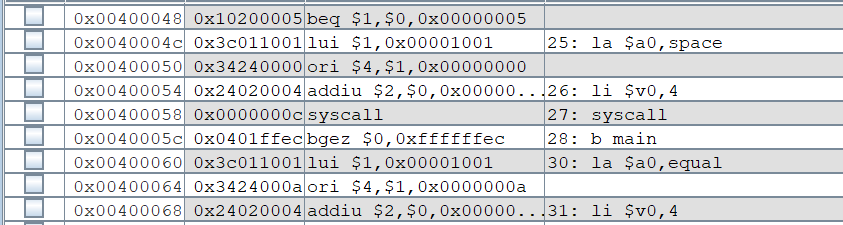 0x00400048 0x10200005 beq $1,$0,0x00000005
0x0040004c 0x3c011001 lui $1,0x00001001 25: la $a0,space
0x00400050 0x34240000 ori $4,$1,0x00000000
0x00400054 0x24020004 addiu $2,$0,0x00000... 26: li $v0,4
0x00400058 0x0000000c syscall 27: syscall
0x0040005c 0x0401ffec bgez $0,0xffffffec 28: b main
0x00400060 0x3c011001 lui $1,0x00001001 30: la $a0,equal
0x00400064 0x3424000a ori $4,$1,0x0000000a
0x00400068 0x24020004 addiu $2,$0,0x00000... 31: li $v0,4